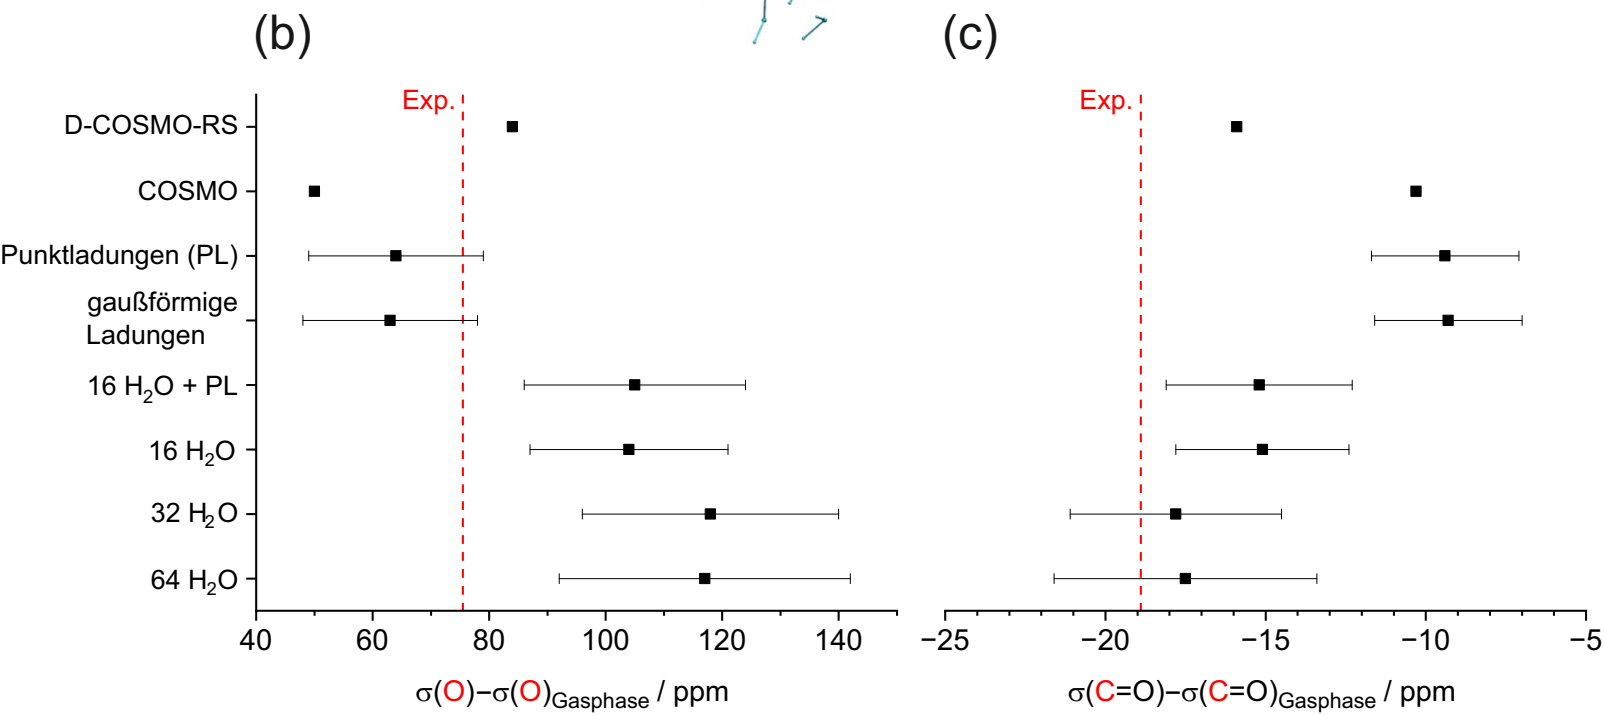 (b)
(c)
Exp.
Exp.
D-COSMO-RS
COSMO
Punktladungen (PL)
gaußförmige
Ladungen
16 H₂O + PL
16 H₂O
32 H₂O
64 H₂O
40 60 80 100 120 140
−25 −20 −15 −10 −5
σ(O)−σ(O)Gasphase / ppm
σ(C=O)−σ(C=O)Gasphase / ppm